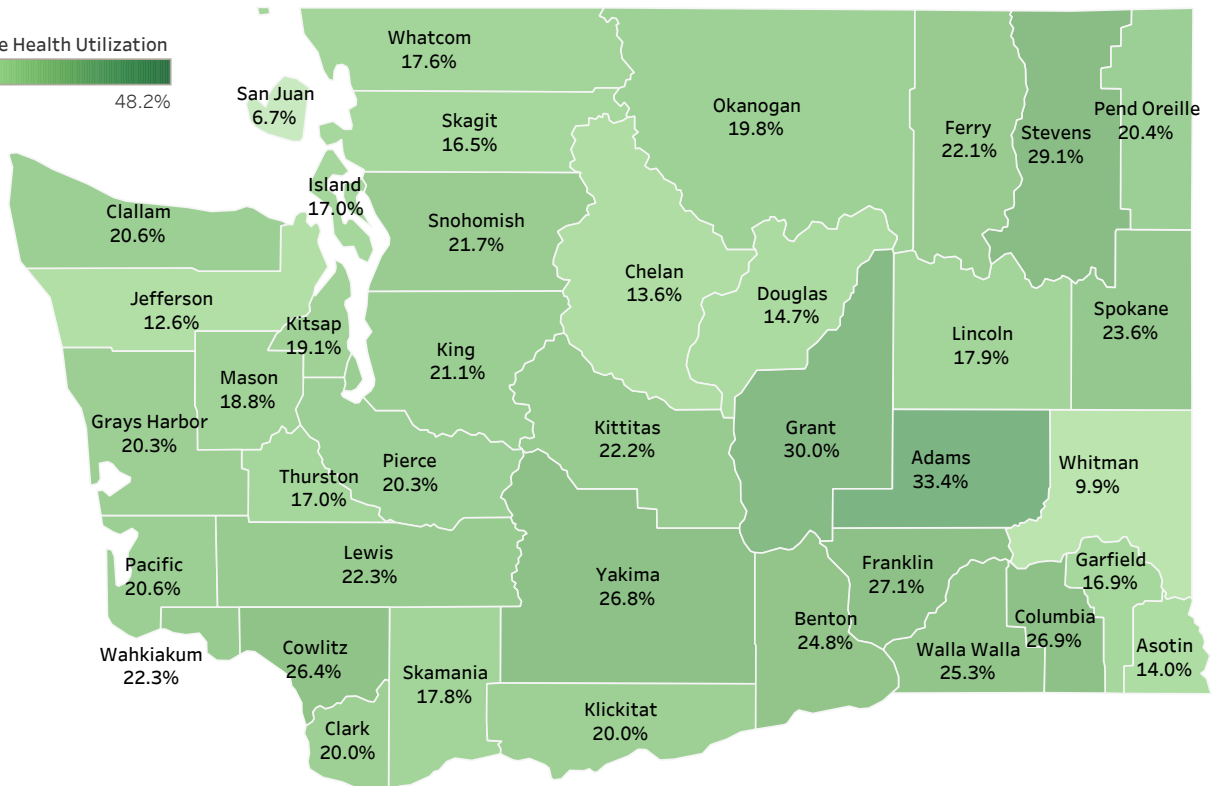 e Health Utilization
48.2%
Whatcom
17.6%
San Juan
6.7%
Skagit
16.5%
Okanogan
19.8%
Ferry
22.1%
Stevens
29.1%
Pend Oreille
20.4%
Island
17.0%
Clallam
20.6%
Snohomish
21.7%
Chelan
13.6%
Douglas
14.7%
Jefferson
12.6%
Kitsap
19.1%
King
21.1%
Lincoln
17.9%
Spokane
23.6%
Mason
18.8%
Grays Harbor
20.3%
Kittitas
22.2%
Grant
30.0%
Adams
33.4%
Whitman
9.9%
Thurston
17.0%
Pierce
20.3%
Pacific
20.6%
Lewis
22.3%
Yakima
26.8%
Franklin
27.1%
Garfield
16.9%
Benton
24.8%
Columbia
26.9%
Walla Walla
25.3%
Asotin
14.0%
Wahkiakum
22.3%
Cowlitz
26.4%
Skamania
17.8%
Klickitat
20.0%
Clark
20.0%